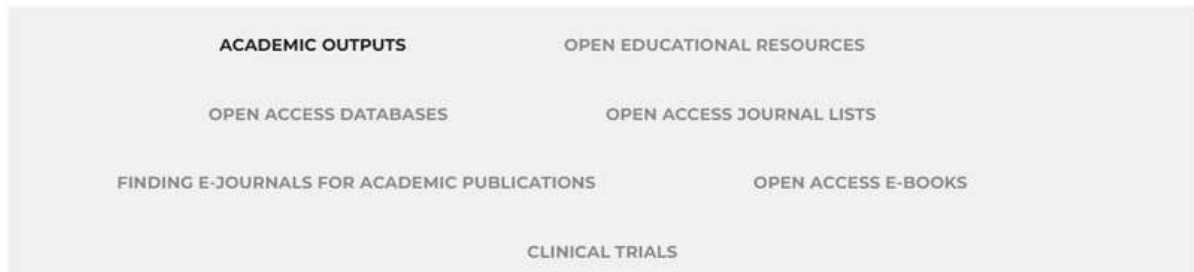 ACADEMIC OUTPUTS OPEN EDUCATIONAL RESOURCES
OPEN ACCESS DATABASES OPEN ACCESS JOURNAL LISTS
FINDING E-JOURNALS FOR ACADEMIC PUBLICATIONS OPEN ACCESS E-BOOKS
CLINICAL TRIALS